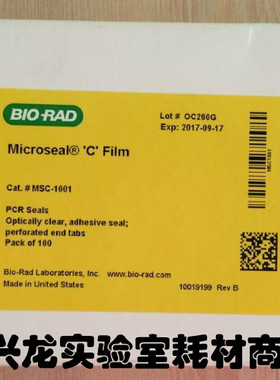 BIO-RAD
Lot # OC260G
Exp: 2017-09-17
Microseal® 'C' Film
Cat. # MSC-1001
MSC1001
PCR Seals
Optically clear, adhesive seal;
perforated end tabs
Pack of 100
Bio-Rad Laboratories, Inc. www.bio-rad.com
Made in United States
10019199 Rev B
兴龙实验室耗材商